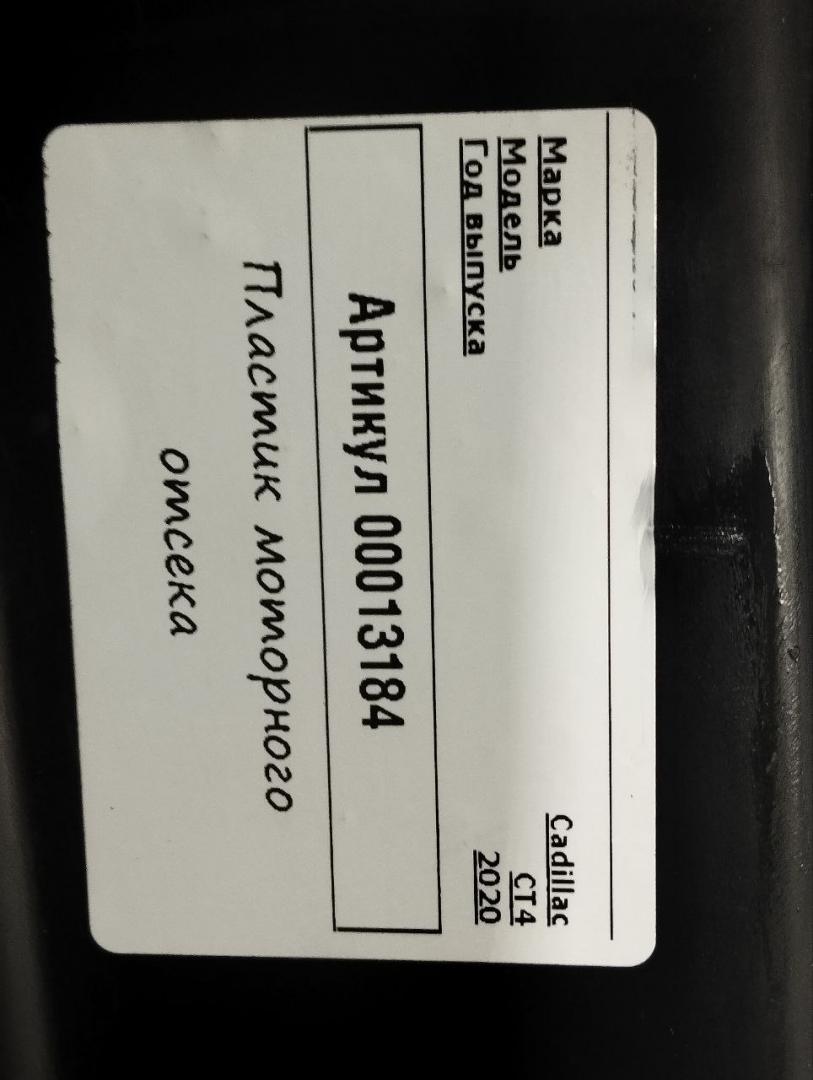 Марка Cadillac
Модель CT4
Год выпуска 2020
Артикул 00013184
Пластик моторного
отсека